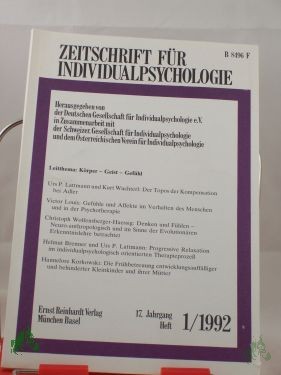 B 8496 F
ZEITSCHRIFT FÜR
INDIVIDUALPSYCHOLOGIE
Herausgegeben von
der Deutschen Gesellschaft für Individualpsychologie e.V.
in Zusammenarbeit mit
der Schweizer. Gesellschaft für Individualpsychologie
und dem Österreichischen Verein für Individualpsychologie
Leitthema: Körper – Geist – Gefühl
Urs P. Lattmann und Kurt Wachterl: Der Topos der Kompensation
bei Adler
Victor Louis: Gefühle und Affekte im Verhalten des Menschen
und in der Psychotherapie
Christoph Wolfensberger-Haessig: Denken und Fühlen –
Neuro-anthropologisch und im Sinne der Evolutionären
Erkenntnislehre betrachtet
Helmut Bremer und Urs P. Lattmann: Progressive Relaxation
im individualpsychologisch orientierten Therapieprozeß
Hannelore Korkowski: Die Frühbetreuung entwicklungsauffälliger
und behinderter Kleinkinder und ihrer Mütter
Ernst Reinhardt Verlag
München Basel
17. Jahrgang
Heft 1/1992